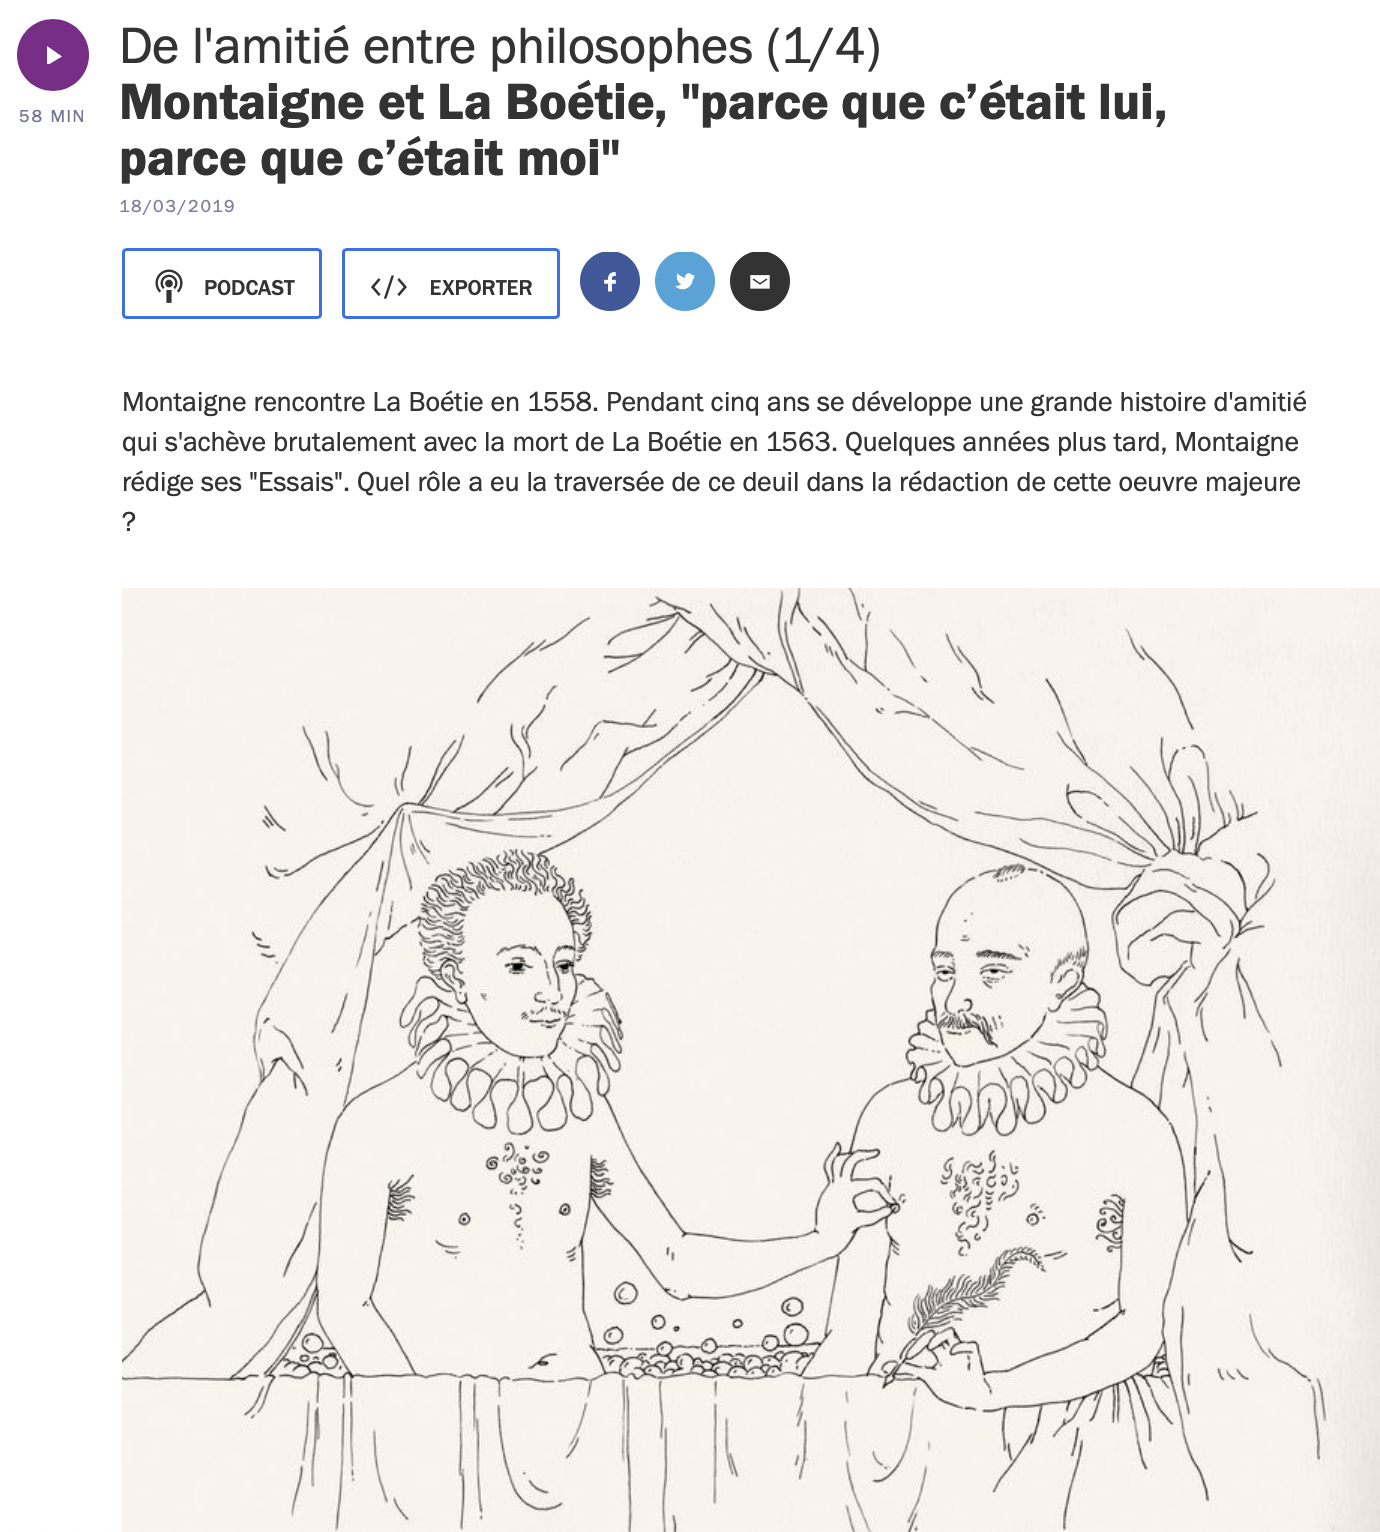 De l'amitié entre philosophes (1/4)
Montaigne et La Boétie, "parce que c’était lui,
parce que c’était moi"
58 MIN
18/03/2019
PODCAST
</> EXPORTER
Montaigne rencontre La Boétie en 1558. Pendant cinq ans se développe une grande histoire d'amitié
qui s'achève brutalement avec la mort de La Boétie en 1563. Quelques années plus tard, Montaigne
rédige ses "Essais". Quel rôle a eu la traversée de ce deuil dans la rédaction de cette oeuvre majeure
?